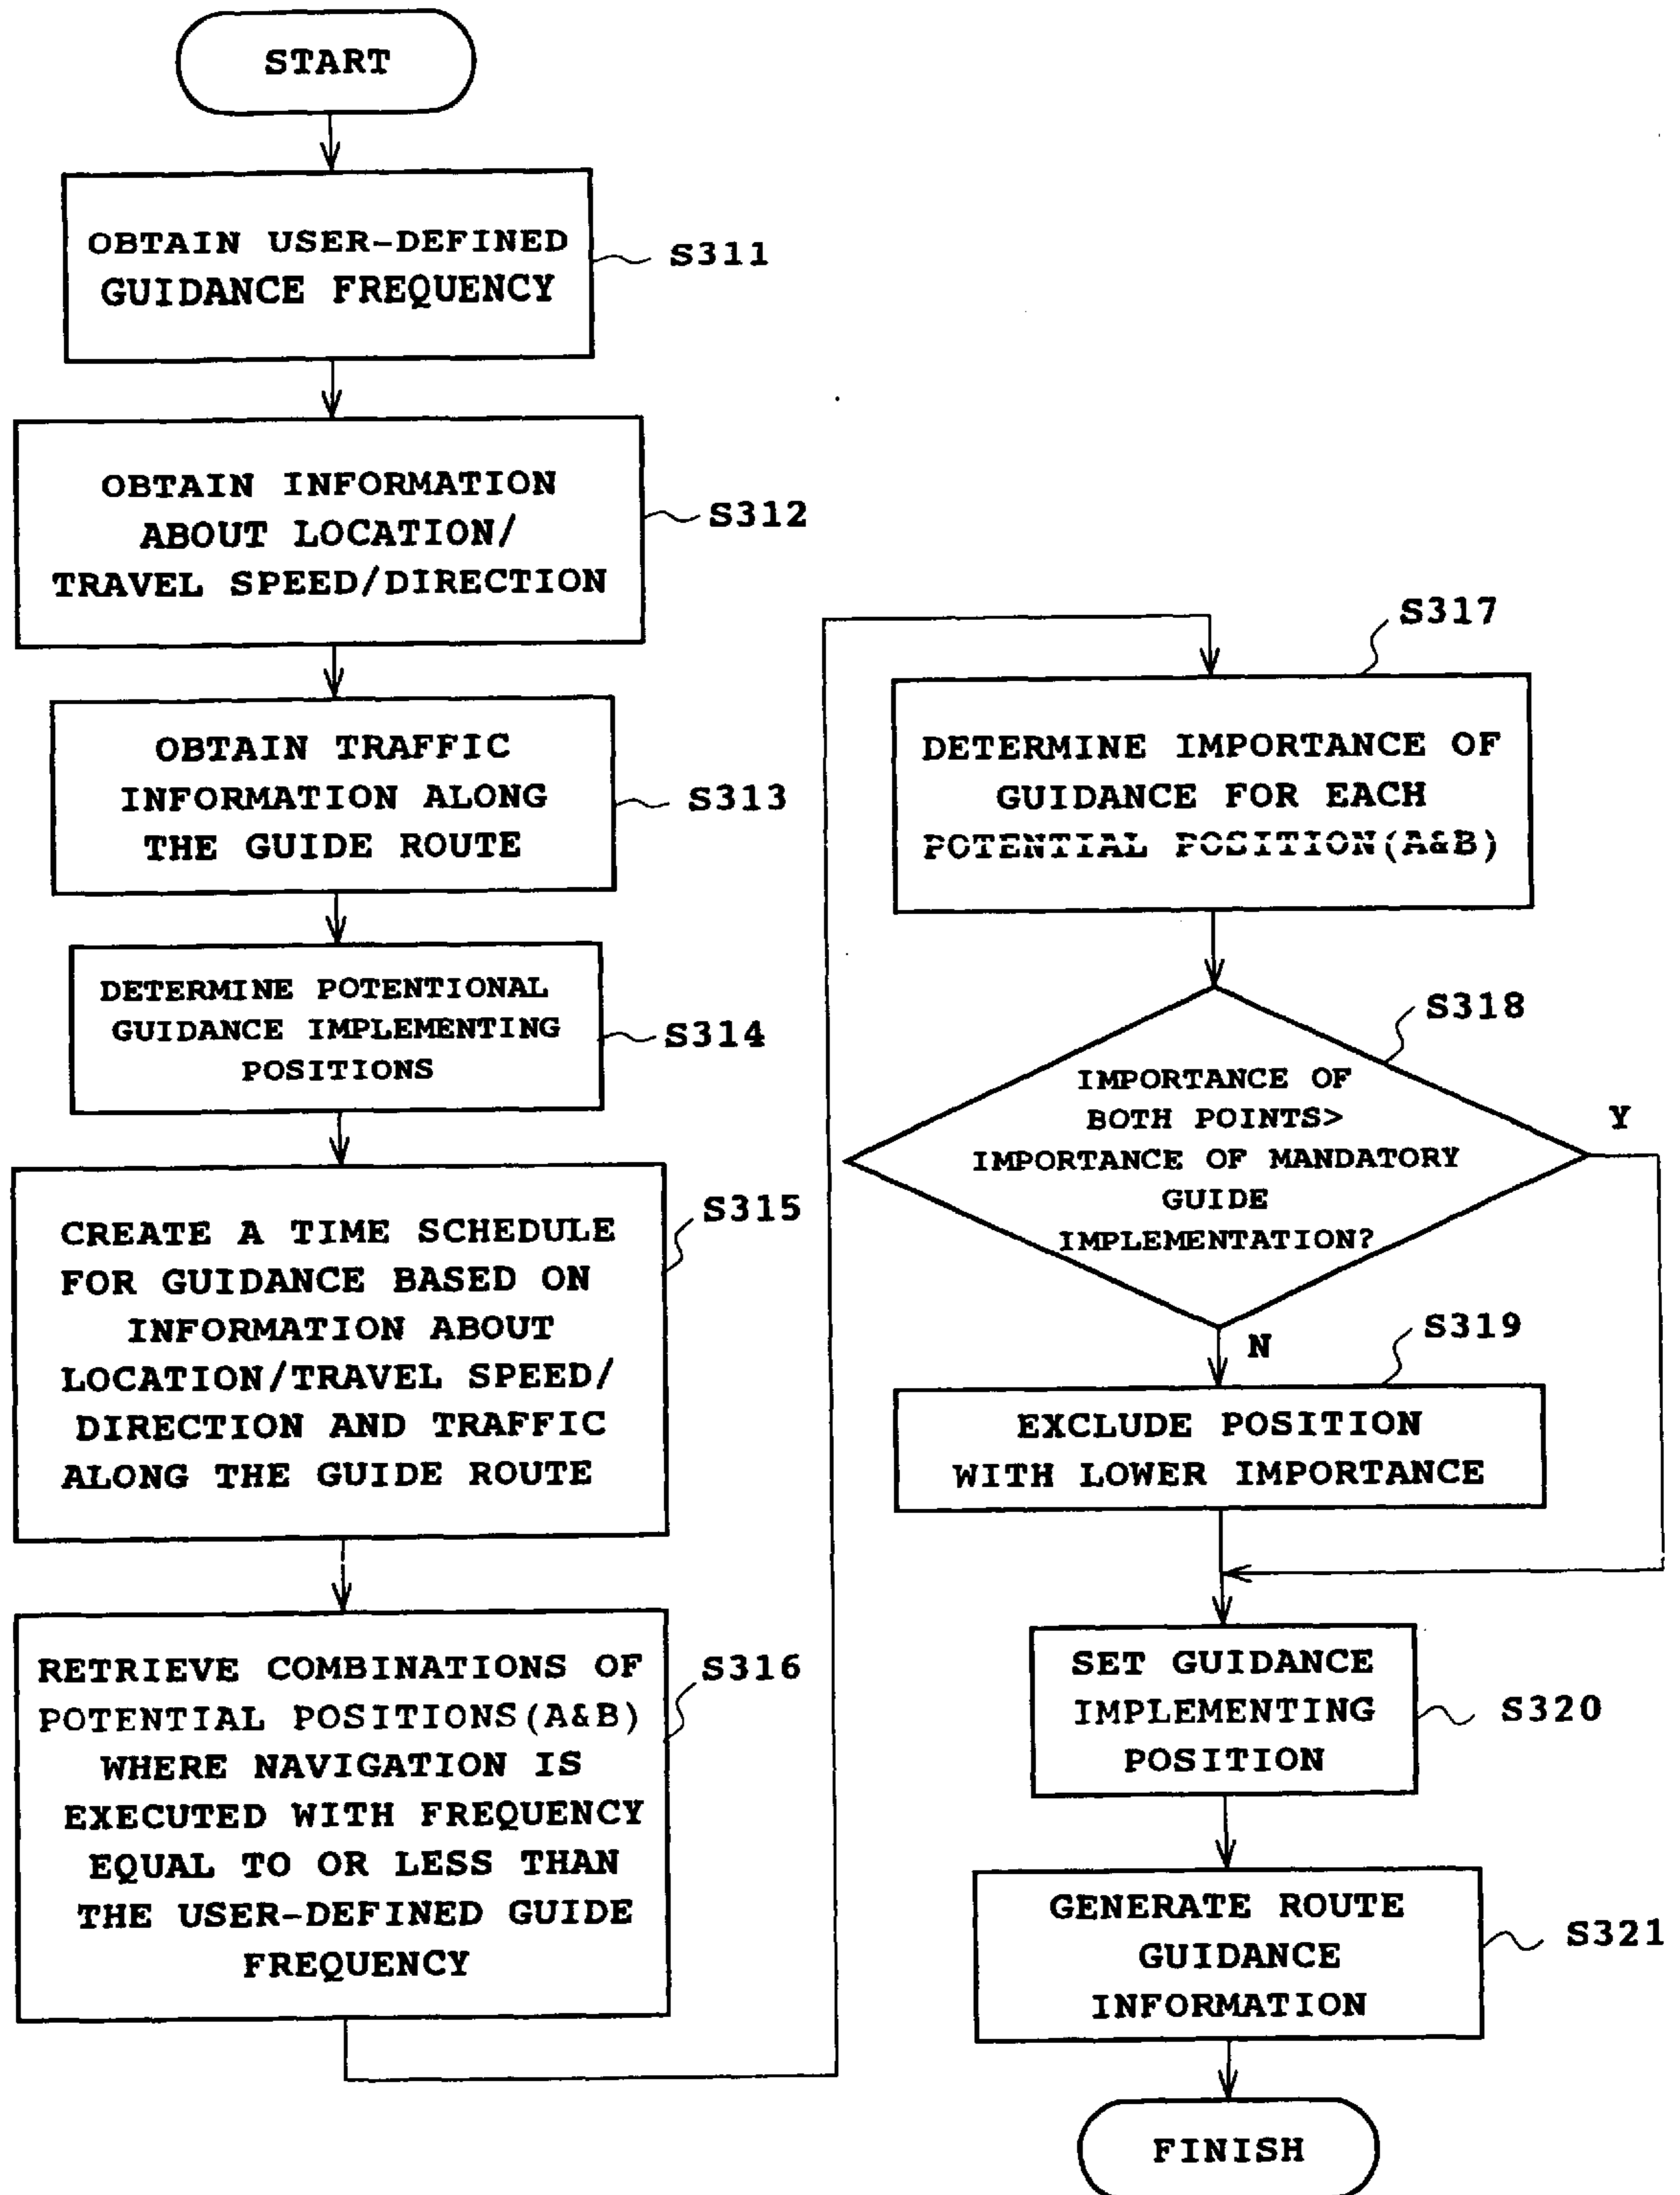 START
OBTAIN USER-DEFINED
GUIDANCE FREQUENCY
S311
OBTAIN INFORMATION
ABOUT LOCATION/
TRAVEL SPEED/DIRECTION
S312
OBTAIN TRAFFIC
INFORMATION ALONG
THE GUIDE ROUTE
S313
DETERMINE POTENTIONAL
GUIDANCE IMPLEMENTING
POSITIONS
S314
CREATE A TIME SCHEDULE
FOR GUIDANCE BASED ON
INFORMATION ABOUT
LOCATION/TRAVEL SPEED/
DIRECTION AND TRAFFIC
ALONG THE GUIDE ROUTE
S315
RETRIEVE COMBINATIONS OF
POTENTIAL POSITIONS(A&B)
WHERE NAVIGATION IS
EXECUTED WITH FREQUENCY
EQUAL TO OR LESS THAN
THE USER-DEFINED GUIDE
FREQUENCY
S316
S317
DETERMINE IMPORTANCE OF
GUIDANCE FOR EACH
POTENTIAL POSITION(A&B)
S318
IMPORTANCE OF
BOTH POINTS>
IMPORTANCE OF MANDATORY
GUIDE
IMPLEMENTATION?
Y
N
S319
EXCLUDE POSITION
WITH LOWER IMPORTANCE
SET GUIDANCE
IMPLEMENTING
POSITION
S320
GENERATE ROUTE
GUIDANCE
INFORMATION
S321
FINISH